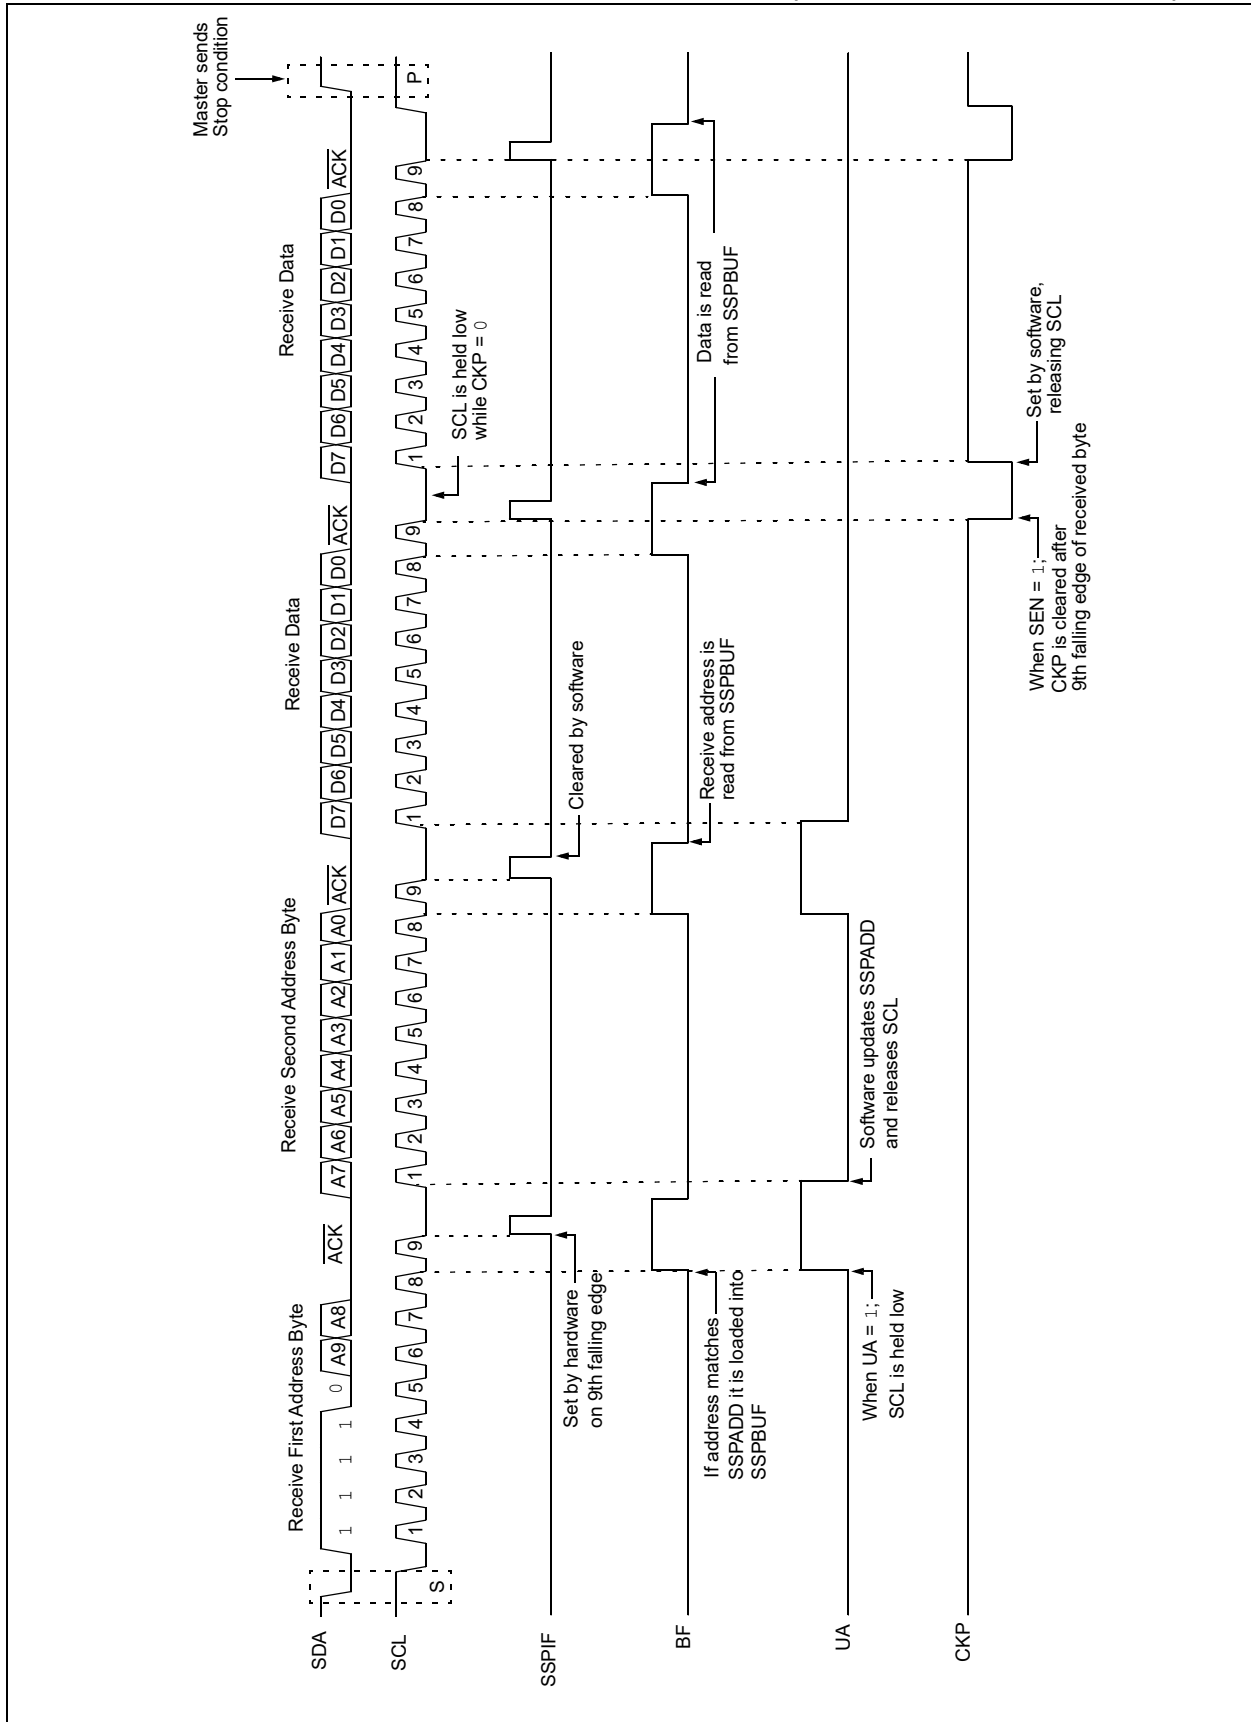 Master sends
Stop condition
Receive First Address Byte
Receive Second Address Byte
Receive Data
Receive Data
SDA
1 1 1 1 0 A9 A8 ACK
A7 A6 A5 A4 A3 A2 A1 A0 ACK
D7 D6 D5 D4 D3 D2 D1 D0 ACK
D7 D6 D5 D4 D3 D2 D1 D0 ACK
SCL
S
1 2 3 4 5 6 7 8 9
1 2 3 4 5 6 7 8 9
1 2 3 4 5 6 7 8 9
1 2 3 4 5 6 7 8 9
P
SCL is held low
while CKP = 0
SSPIF
Set by hardware
on 9th falling edge
Cleared by software
BF
If address matches
SSPADD it is loaded into
SSPBUF
Receive address is
read from SSPBUF
Data is read
from SSPBUF
UA
When UA = 1;
SCL is held low
Software updates SSPADD
and releases SCL
CKP
When SEN = 1;
CKP is cleared after
9th falling edge of received byte
Set by software,
releasing SCL